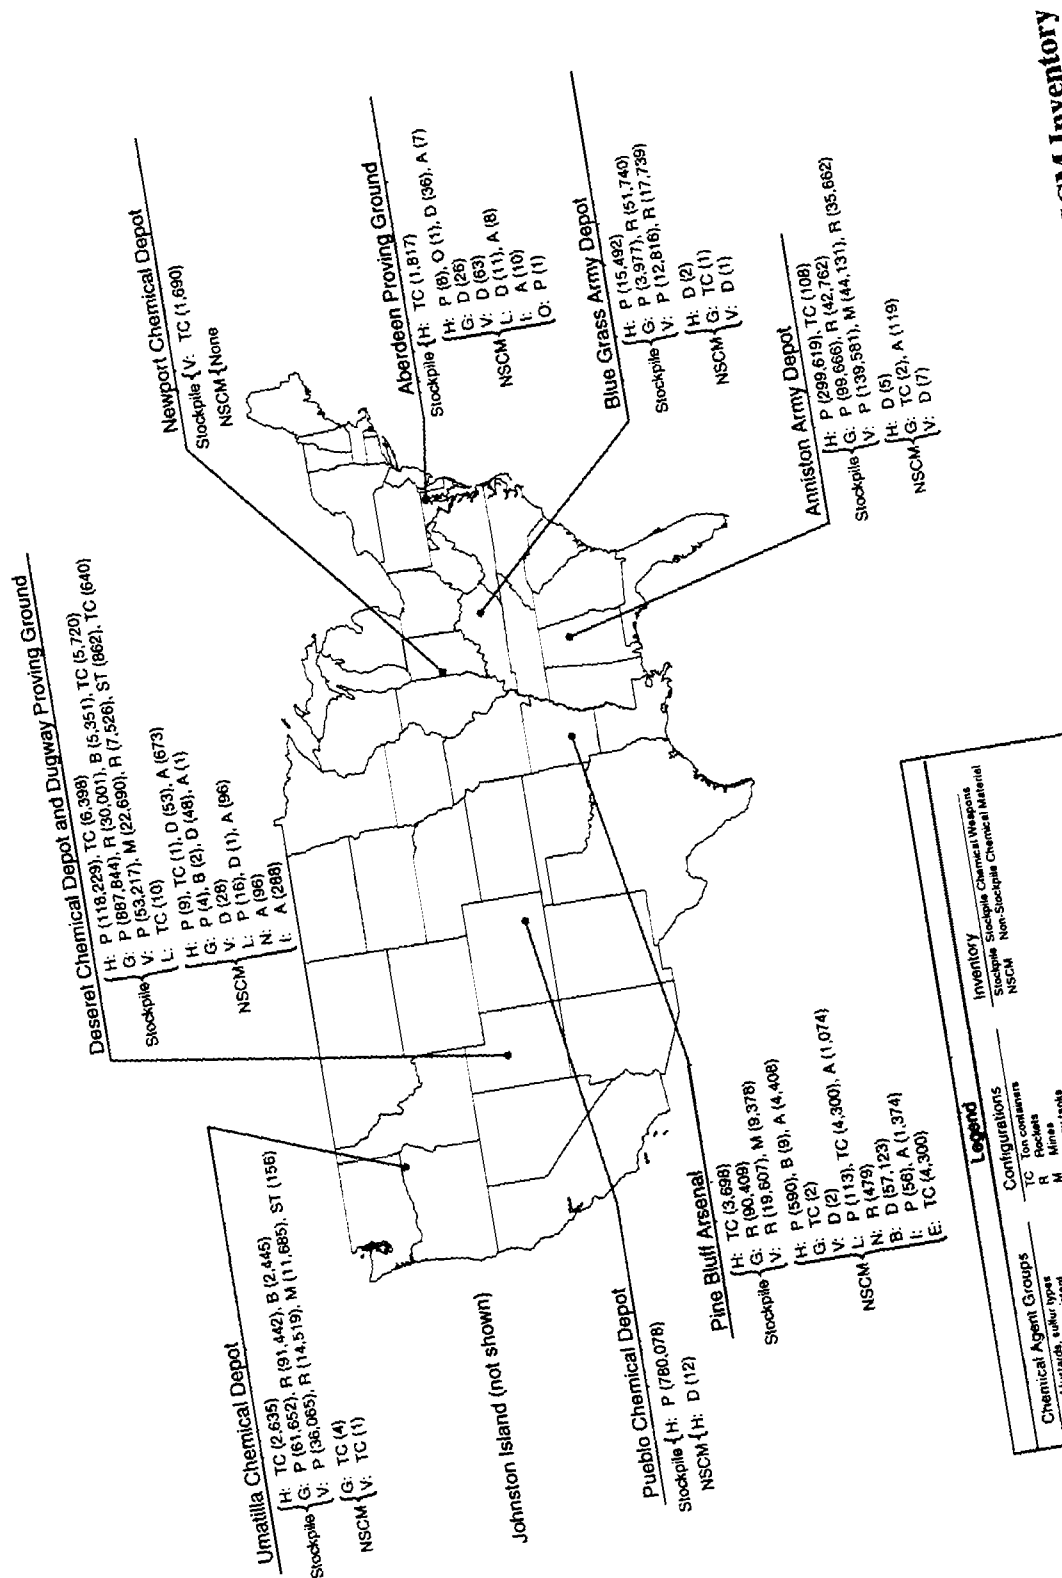 Umatilla Chemical Depot
Stockpile
H: TC (2,635)
G: P (61,652), R (91,442), B (2,445)
V: P (36,065), R (14,519), M (11,685), ST (156)
NSCM
G: TC (4)
V: TC (1)
Johnston Island (not shown)
Deseret Chemical Depot and Dugway Proving Ground
Stockpile
H: P (118,229), TC (6,398)
G: P (887,844), R (30,001), B (5,351), TC (5,720)
V: P (53,217), M (22,690), R (7,526), ST (862), TC (640)
L: TC (10)
NSCM
H: P (9), TC (1), D (53), A (673)
G: P (4), B (2), D (48), A (1)
V: D (28)
L: P (16), D (1), A (96)
N: A (96)
I: A (288)
Newport Chemical Depot
Stockpile {V: TC (1,690)
NSCM {None
Aberdeen Proving Ground
Stockpile {H: TC (1,817)
NSCM
H: P (8), O (1), D (36), A (7)
G: D (26)
V: D (63)
L: D (11), A (8)
I: A (10)
O: P (1)
Blue Grass Army Depot
Stockpile
H: P (15,492)
G: P (3,977), R (51,740)
V: P (12,816), R (17,739)
NSCM
H: D (2)
G: TC (1)
V: D (1)
Anniston Army Depot
Stockpile
H: P (299,619), TC (108)
G: P (99,666), R (42,762)
V: P (139,581), M (44,131), R (35,662)
NSCM
H: D (5)
G: TC (2), A (119)
V: D (7)
Pueblo Chemical Depot
Stockpile {H: P (780,078)
NSCM {H: D (12)
Pine Bluff Arsenal
Stockpile
H: TC (3,698)
G: R (90,409)
V: R (19,607), M (9,378)
NSCM
H: P (590), B (9), A (4,408)
G: TC (2)
V: D (2)
L: P (113), TC (4,300), A (1,074)
N: R (479)
B: D (57,123)
I: P (56), A (1,374)
E: TC (4,300)
Legend
Chemical Agent Groups
Configurations
TC Ton containers
R Rockets
M Mines
Inventory
Stockpile Stockpile Chemical Weapons
NSCM Non-Stockpile Chemical Material
Inventory